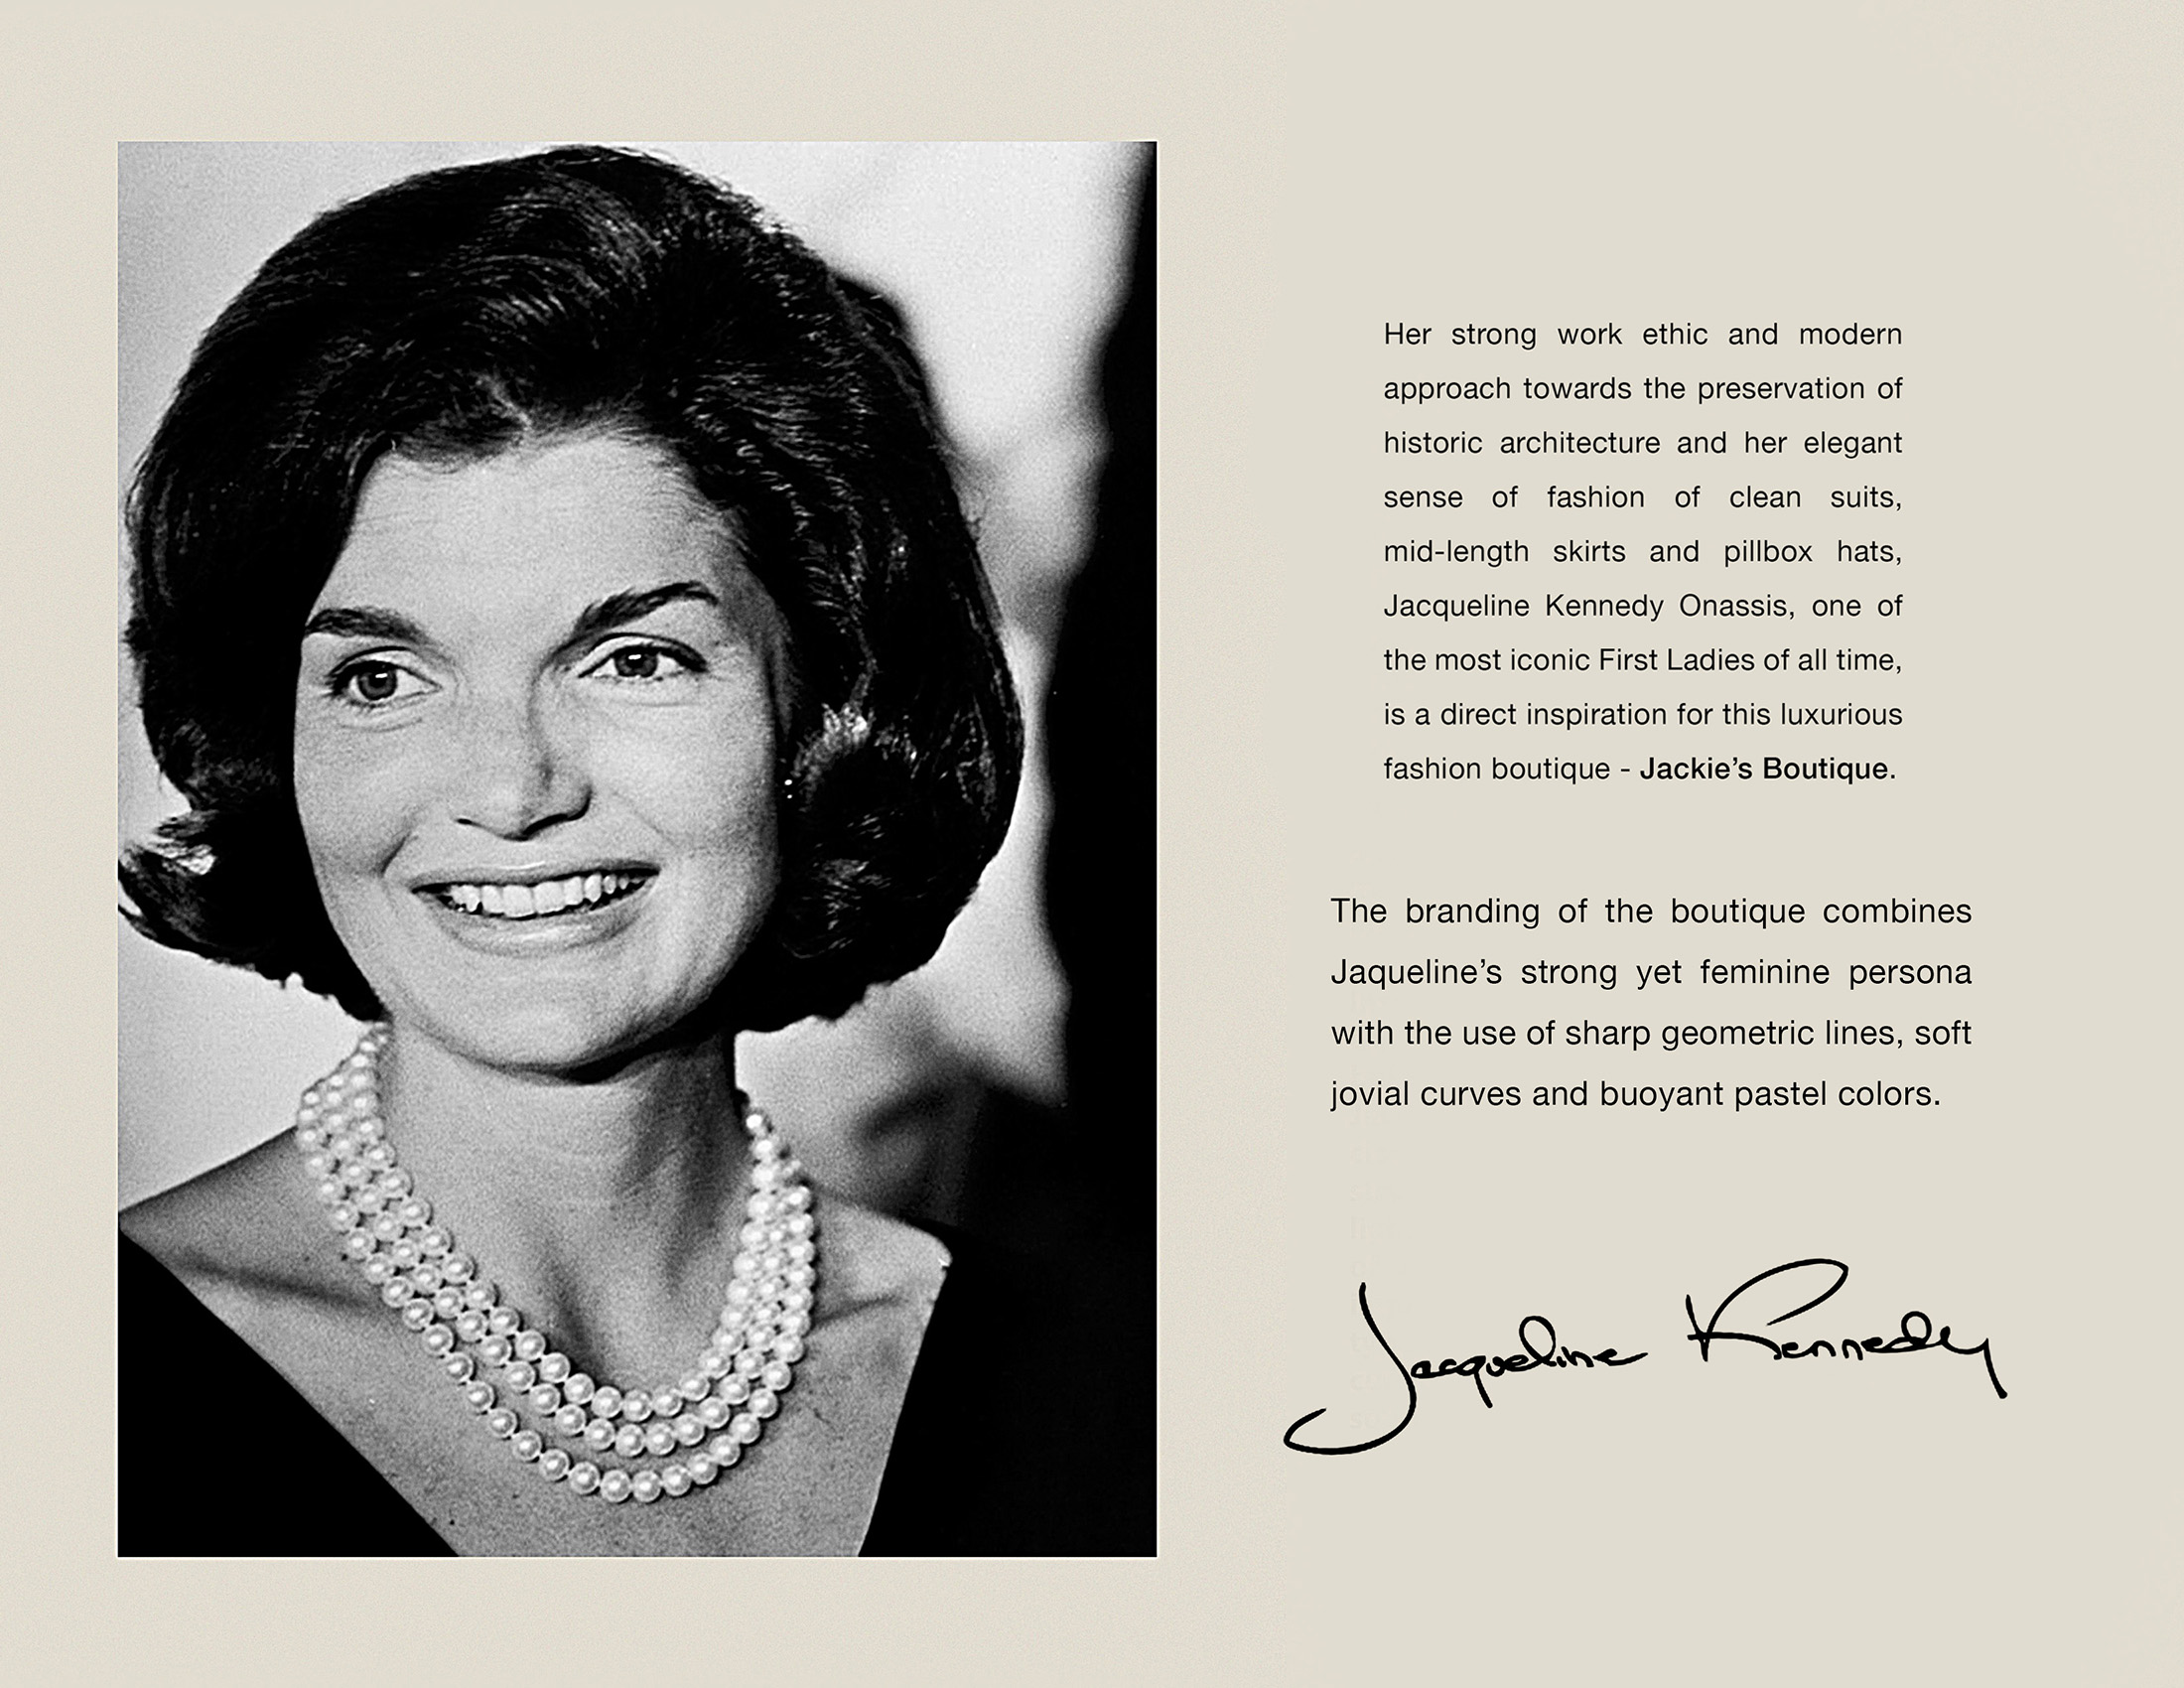 Her strong work ethic and modern
approach towards the preservation of
historic architecture and her elegant
sense of fashion of clean suits,
mid-length skirts and pillbox hats,
Jacqueline Kennedy Onassis, one of
the most iconic First Ladies of all time,
is a direct inspiration for this luxurious
fashion boutique - Jackie’s Boutique.
The branding of the boutique combines
Jaqueline’s strong yet feminine persona
with the use of sharp geometric lines, soft
jovial curves and buoyant pastel colors.
Jacqueline Kennedy